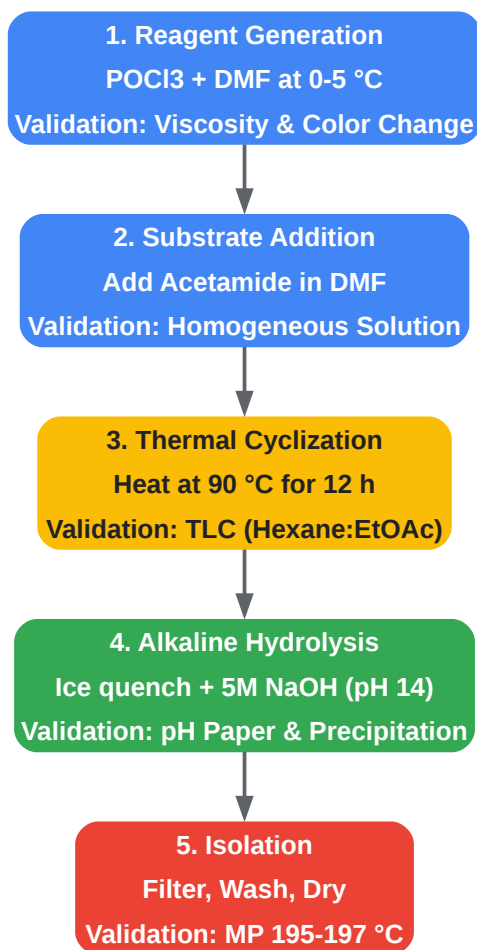 1. Reagent Generation
POCl3 + DMF at 0-5 °C
Validation: Viscosity & Color Change
2. Substrate Addition
Add Acetamide in DMF
Validation: Homogeneous Solution
3. Thermal Cyclization
Heat at 90 °C for 12 h
Validation: TLC (Hexane:EtOAc)
4. Alkaline Hydrolysis
Ice quench + 5M NaOH (pH 14)
Validation: pH Paper & Precipitation
5. Isolation
Filter, Wash, Dry
Validation: MP 195-197 °C